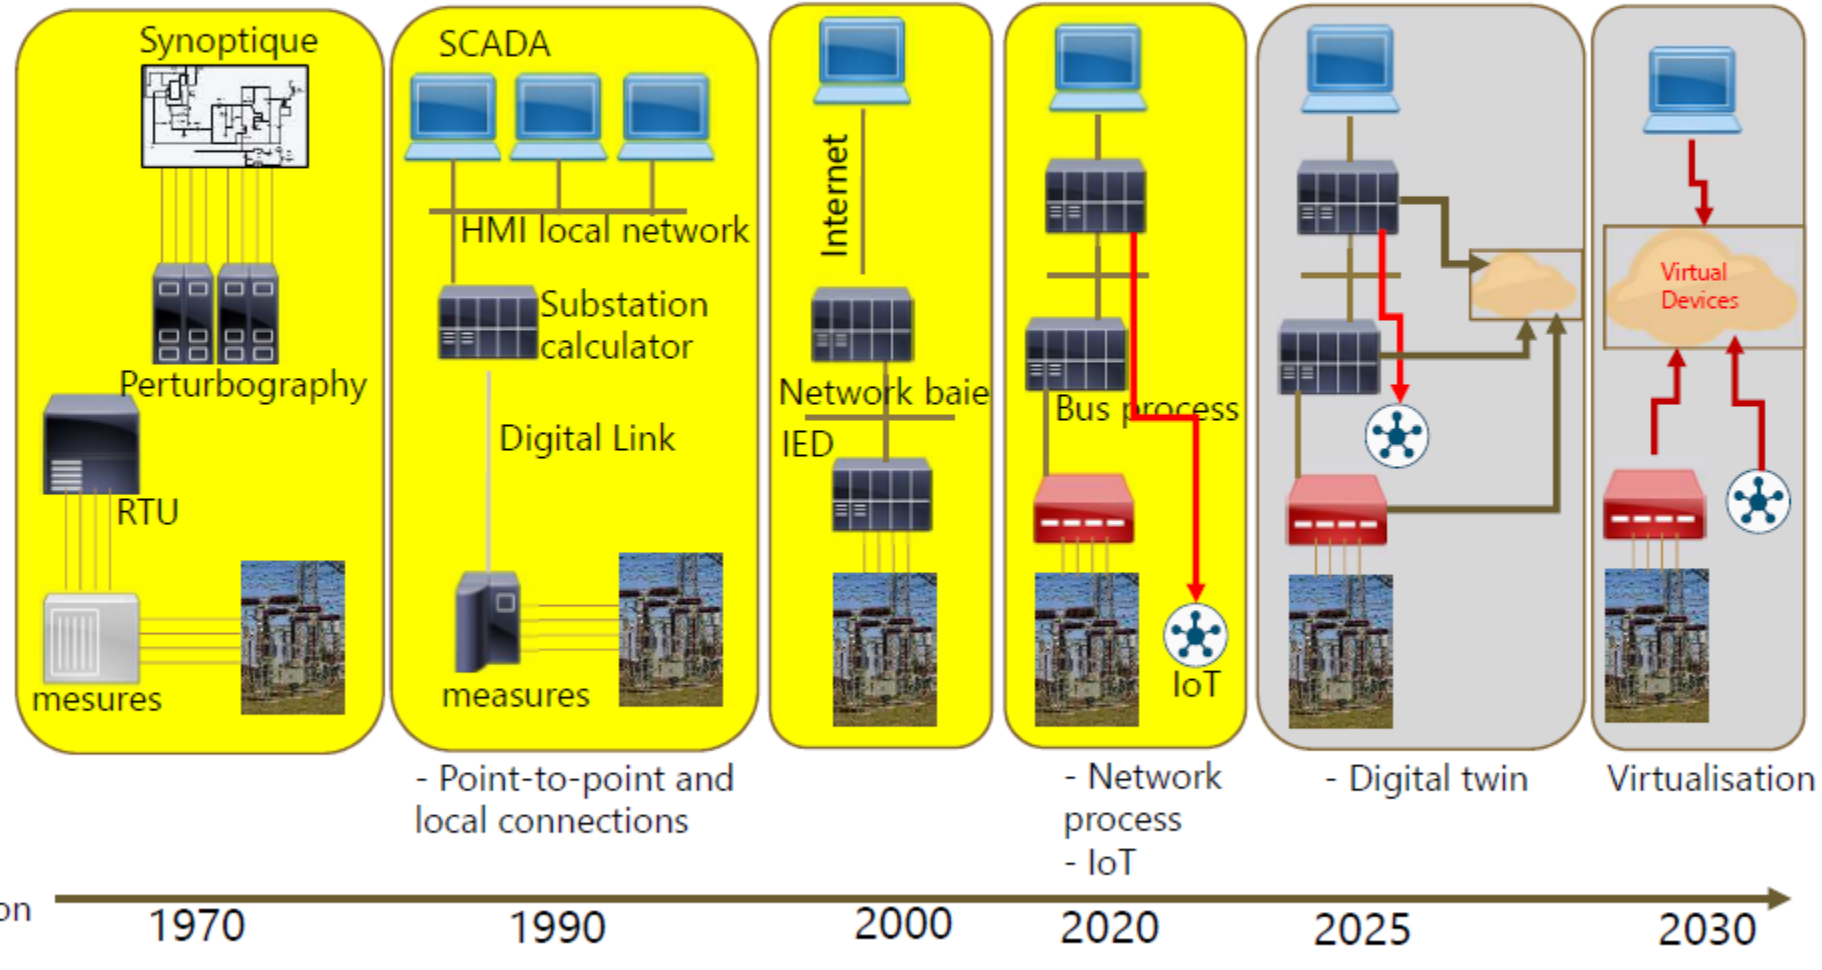 Synoptique
Perturbography
RTU
mesures
SCADA
HMI local network
Substation
calculator
Digital Link
measures
Internet
Network baie
IED
Bus process
IoT
Virtual
Devices
- Point-to-point and
local connections
- Network
process
- IoT
- Digital twin
Virtualisation
on
1970
1990
2000
2020
2025
2030